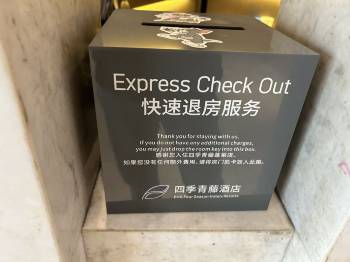 Express Check Out
快速退房服务
Thank you for staying with us.
If you do not have any additional charges,
you may just drop the room key into this box.
感谢您入住四季青藤酒店。
如果您没有任何额外费用，请将房门匙卡投入此箱。
四季青藤酒店